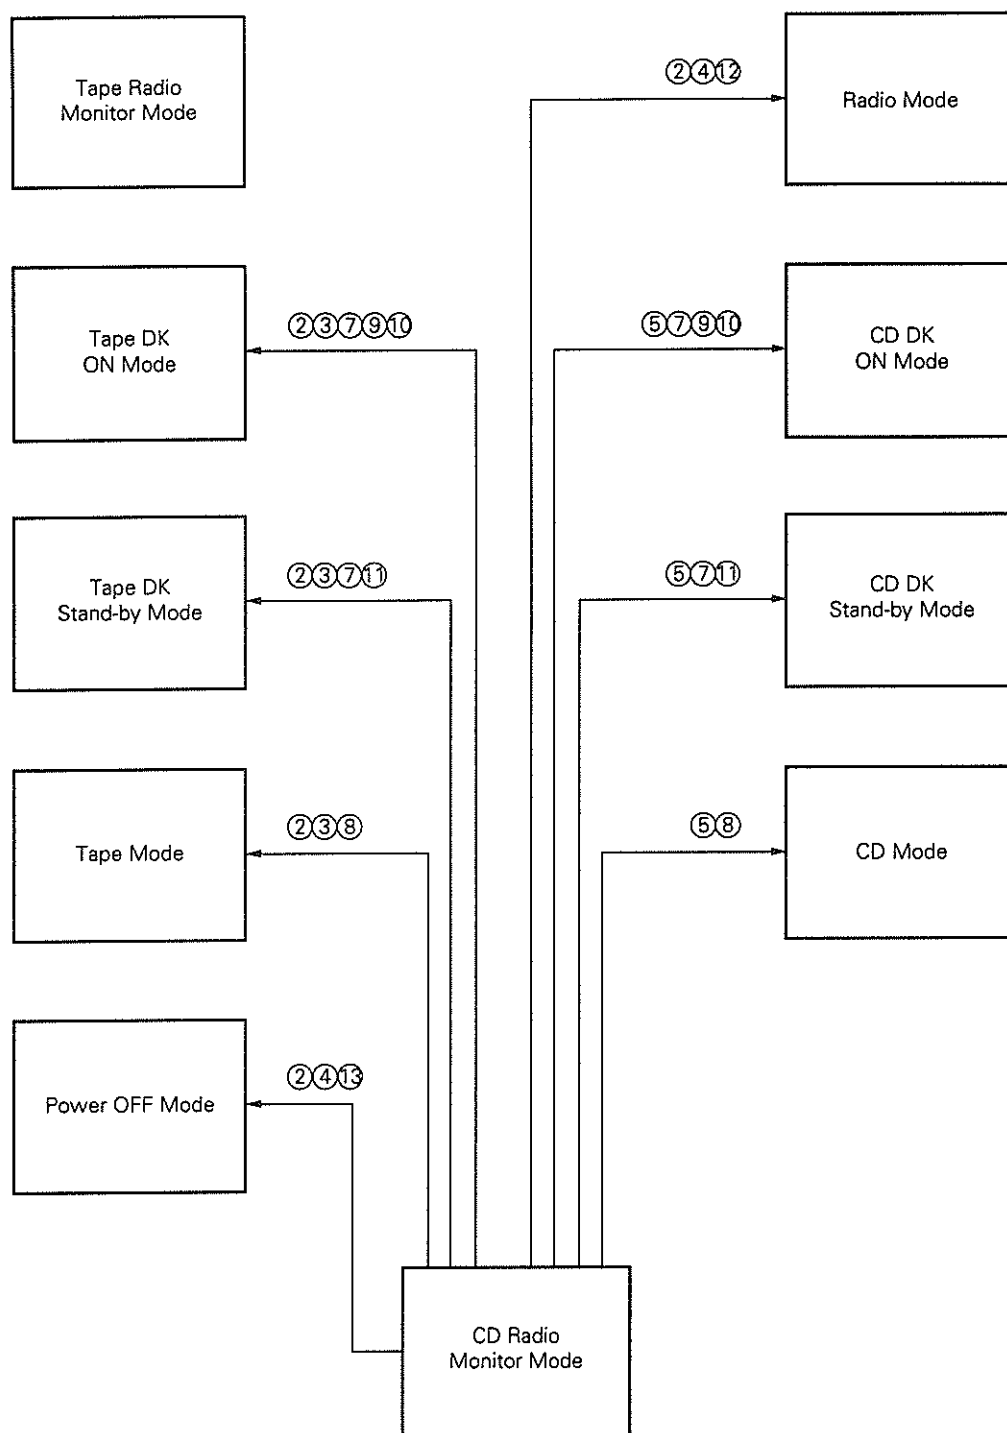 Tape Radio
Monitor Mode
②④⑫
Radio Mode
Tape DK
ON Mode
②③⑦⑨⑩
⑤⑦⑨⑩
CD DK
ON Mode
Tape DK
Stand-by Mode
②③⑦⑪
⑤⑦⑪
CD DK
Stand-by Mode
Tape Mode
②③⑧
⑤⑧
CD Mode
Power OFF Mode
②④⑬
CD Radio
Monitor Mode